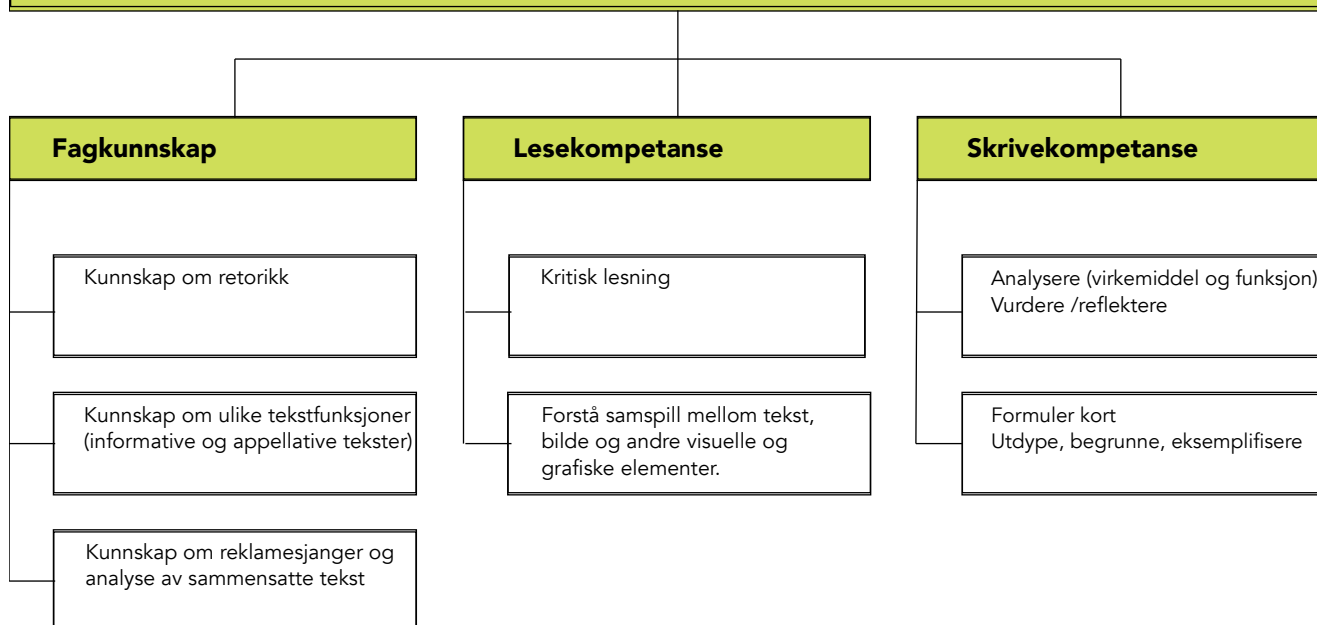 Fagkunnskap
Kunnskap om retorikk
Kunnskap om ulike tekstfunksjoner
(informative og appellative tekster)
Kunnskap om reklamesjanger og
analyse av sammensatte tekst
Lesekompetanse
Kritisk lesning
Forstå samspill mellom tekst,
bilde og andre visuelle og
grafiske elementer.
Skrivekompetanse
Analysere (virkemiddel og funksjon)
Vurdere /reflektere
Formuler kort
Utdype, begrunne, eksemplifisere